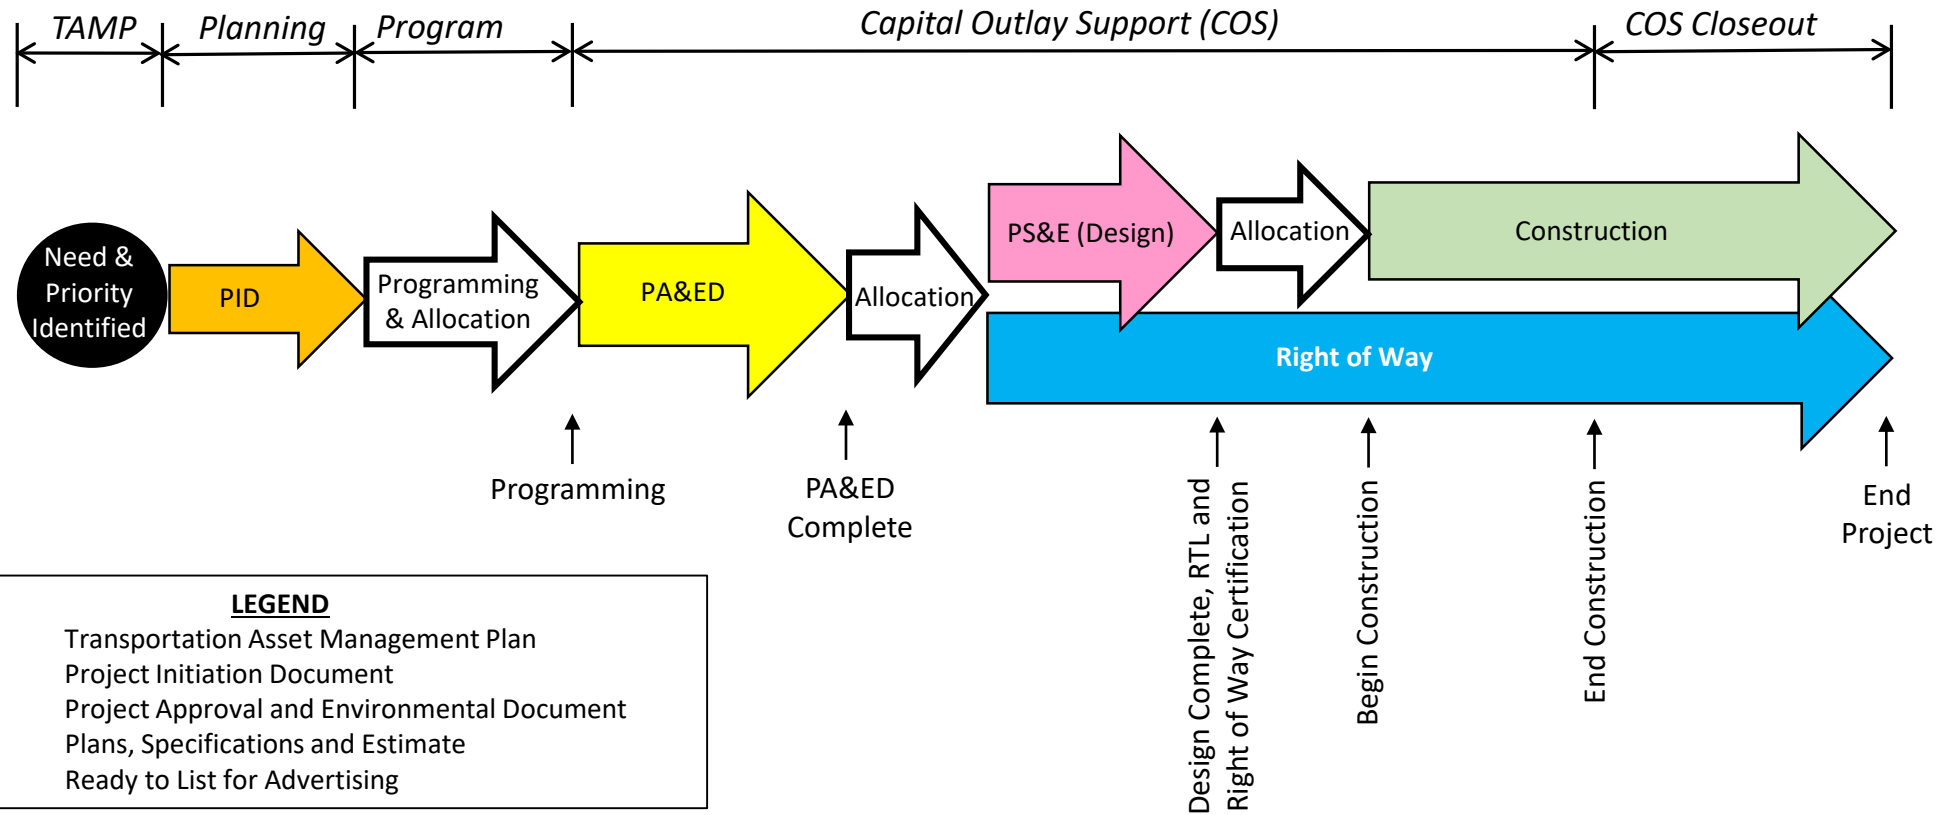 TAMP
Planning
Program
Capital Outlay Support (COS)
COS Closeout
Need &
Priority
Identified
PID
Programming
& Allocation
PA&ED
Allocation
PS&E (Design)
Allocation
Construction
Right of Way
Programming
PA&ED
Complete
Design Complete, RTL and
Right of Way Certification
Begin Construction
End Construction
End
Project
LEGEND
Transportation Asset Management Plan
Project Initiation Document
Project Approval and Environmental Document
Plans, Specifications and Estimate
Ready to List for Advertising